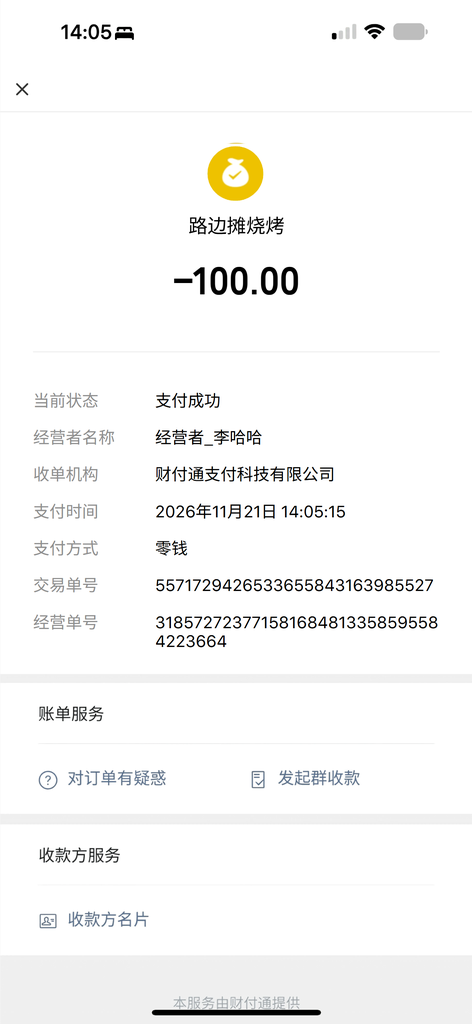 14:05
路边摊烧烤
-100.00
当前状态 支付成功
经营者名称 经营者_李哈哈
收单机构 财付通支付科技有限公司
支付时间 2026年11月21日 14:05:15
支付方式 零钱
交易单号 5571729426533655843163985527
经营单号 3185727237715816848133585955
84223664
账单服务
对订单有疑惑 发起群收款
收款方服务
收款方名片
本服务由财付通提供